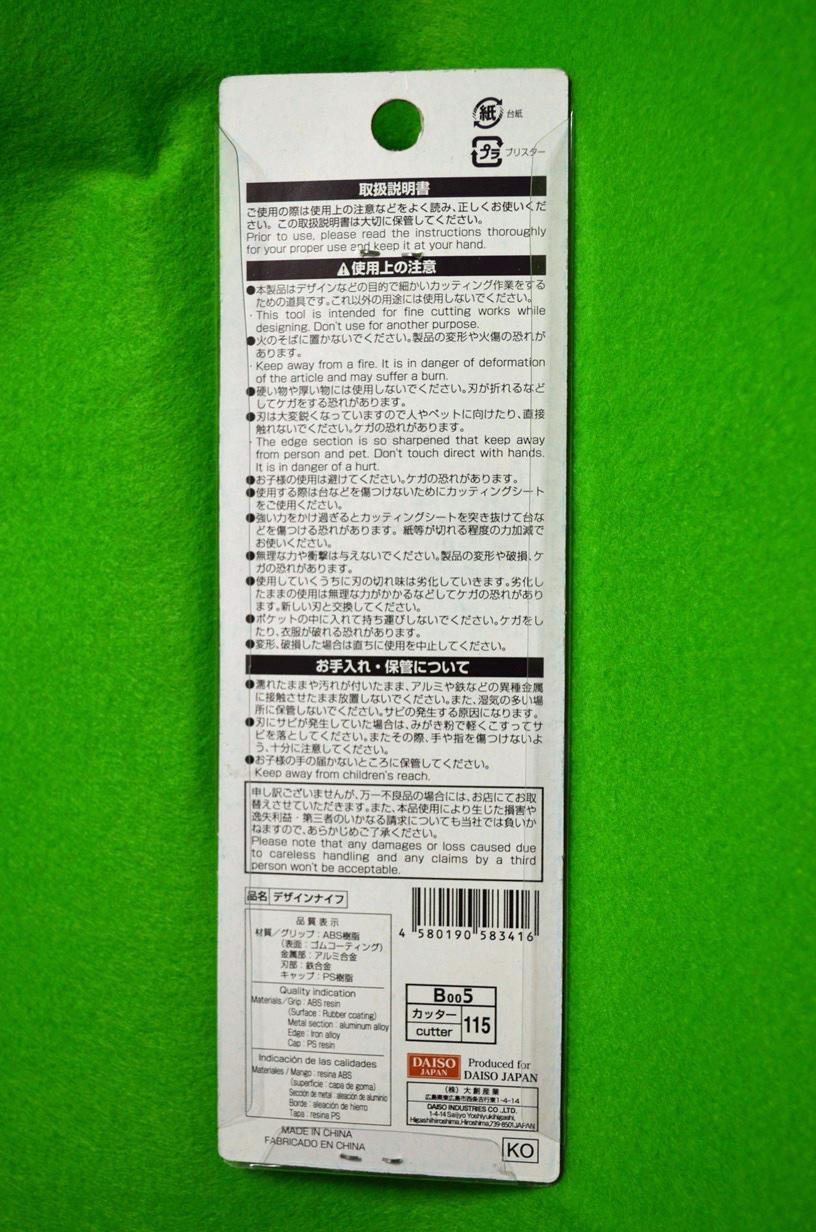 紙 台紙
プラ ブリスター
取扱説明書
ご使用の際は使用上の注意などをよく読み、正しくお使いくだ
さい。この取扱説明書は大切に保管してください。
Prior to use, please read the instructions thoroughly
for your proper use and keep it at your hand.
⚠使用上の注意
●本製品はデザインなどの目的で細かいカッティング作業をする
ための道具です。これ以外の用途には使用しないでください。
· This tool is intended for fine cutting works while
designing. Don't use for another purpose.
●火のそばに置かないでください。製品の変形や火傷の恐れが
あります。
· Keep away from a fire. It is in danger of deformation
of the article and may suffer a burn.
●硬い物や厚い物には使用しないでください。刃が折れるなど
してケガをする恐れがあります。
●刃は大変鋭くなっていますので人やペットに向けたり、直接
触れないでください。ケガの恐れがあります。
· The edge section is so sharpened that keep away
from person and pet. Don't touch direct with hands.
It is in danger of a hurt.
●お子様の使用は避けてください。ケガの恐れがあります。
●使用する際は台などを傷つけないためにカッティングシート
をご使用ください。
●強い力をかけ過ぎるとカッティングシートを突き抜けて台な
どを傷つける恐れがあります。紙等が切れる程度の力加減で
お使いください。
●無理な力や衝撃は与えないでください。製品の変形や破損、ケ
ガの恐れがあります。
●使用していくうちに刃の切れ味は劣化していきます。劣化し
たままの使用は無理な力がかかるなどしてケガの恐れがあり
ます。新しい刃と交換してください。
●ポケットの中に入れて持ち運びしないでください。ケガをし
たり、衣服が破れる恐れがあります。
●変形、破損した場合は直ちに使用を中止してください。
お手入れ・保管について
●濡れたままや汚れが付いたまま、アルミや鉄などの異種金属
に接触させたまま放置しないでください。また、湿気の多い場
所に保管しないでください。サビの発生する原因になります。
●刃にサビが発生していた場合は、みがき粉で軽くこすってサ
ビを落としてください。またその際、手や指を傷つけないよ
う、十分に注意してください。
●お子様の手の届かないところに保管してください。
Keep away from children's reach.
申し訳ございませんが、万一不良品の場合には、お店にてお取
替えさせていただきます。また、本品使用により生じた損害や
逸失利益・第三者のいかなる請求についても当社では負いか
ねますので、あらかじめご了承ください。
Please note that any damages or loss caused due
to careless handling and any claims by a third
person won't be acceptable.
品名 デザインナイフ
品質表示
材質/グリップ:ABS樹脂
(表面:ゴムコーティング)
金属部:アルミ合金
刃部:鉄合金
キャップ:PS樹脂
Quality indication
Materials/Grip : ABS resin
(Surface : Rubber coating)
Metal section : aluminum alloy
Edge : Iron alloy
Cap : PS resin
Indicación de las calidades
Materiales / Mango : resina ABS
(superficie : capa de goma)
Sección de metal : aleación de aluminio
Borde : aleación de hierro
Tapa : resina PS
MADE IN CHINA
FABRICADO EN CHINA
4 580190 583416
B005
カッター
cutter
115
DAISO
JAPAN
Produced for
DAISO JAPAN
(株)大創産業
広島県東広島市西条吉行東1-4-14
DAISO INDUSTRIES CO.,LTD.
1-4-14 Saijyo Yoshiyukihigashi,
Higashihiroshima,Hiroshima,739-8501JAPAN
KO